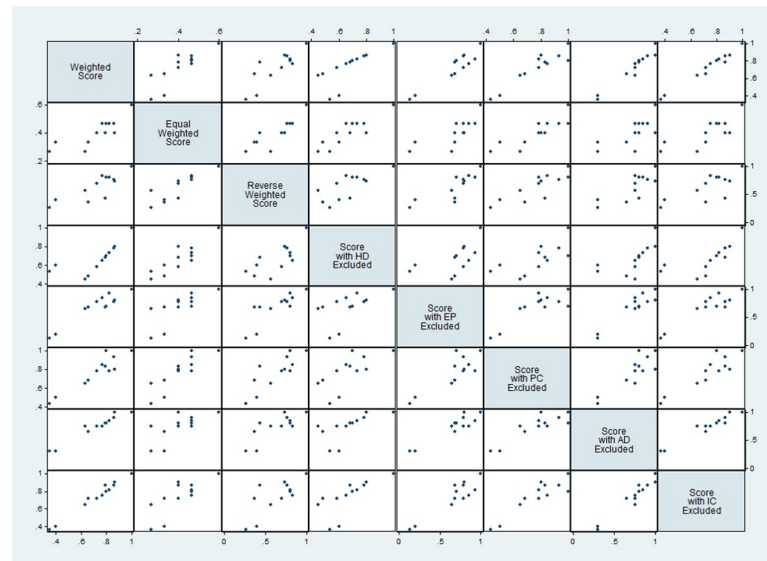 .2 .4 .6
.4 .6 .8 1
.4 .6 .8 1
.4 .6 .8 1
Weighted
Score
1
.8
.6
.4
.6
.4
.2
Equal
Weighted
Score
Reverse
Weighted
Score
1
.5
0
1
.8
.6
.4
Score
with HD
Excluded
Score
with EP
Excluded
1
.5
0
1
.8
.6
.4
Score
with PC
Excluded
Score
with AD
Excluded
1
.5
0
1
.8
.6
.4
Score
with IC
Excluded
.4 .6 .8 1
0 .5 1
0 .5 1
0 .5 1